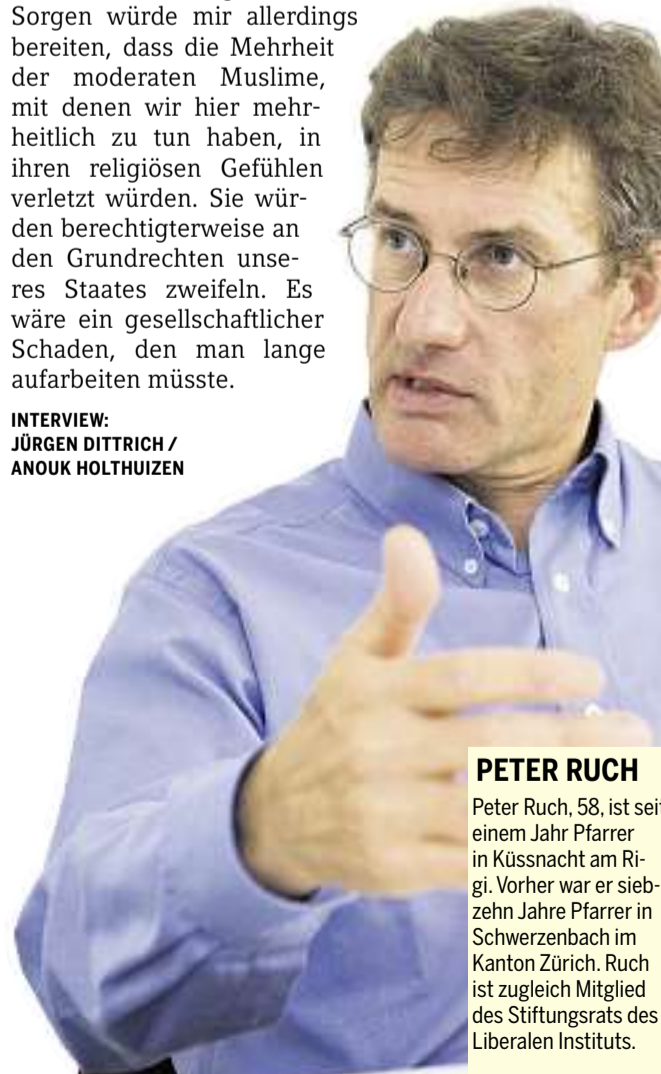 Sorgen würde mir allerdings
bereiten, dass die Mehrheit
der moderaten Muslime,
mit denen wir hier mehr-
heitlich zu tun haben, in
ihren religiösen Gefühlen
verletzt würden. Sie wür-
den berechtigterweise an
den Grundrechten unse-
res Staates zweifeln. Es
wäre ein gesellschaftlicher
Schaden, den man lange
aufarbeiten müsste.
INTERVIEW:
JÜRGEN DITTRICH /
ANOUK HOLTHUIZEN
PETER RUCH
Peter Ruch, 58, ist seit
einem Jahr Pfarrer
in Küssnacht am Ri-
gi. Vorher war er sieb-
zehn Jahre Pfarrer in
Schwerzenbach im
Kanton Zürich. Ruch
ist zugleich Mitglied
des Stiftungsrats des
Liberalen Instituts.